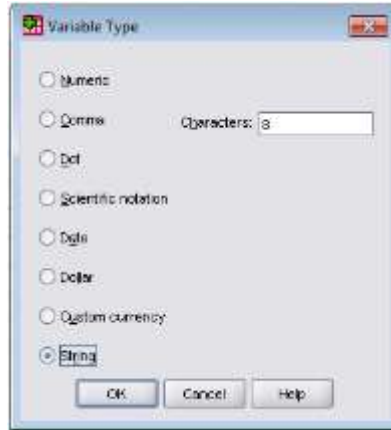 Variable Type
Numeric
Comma
Characters: 8
Dot
Scientific notation
Date
Dollar
Custom currency
String
OK
Cancel
Help